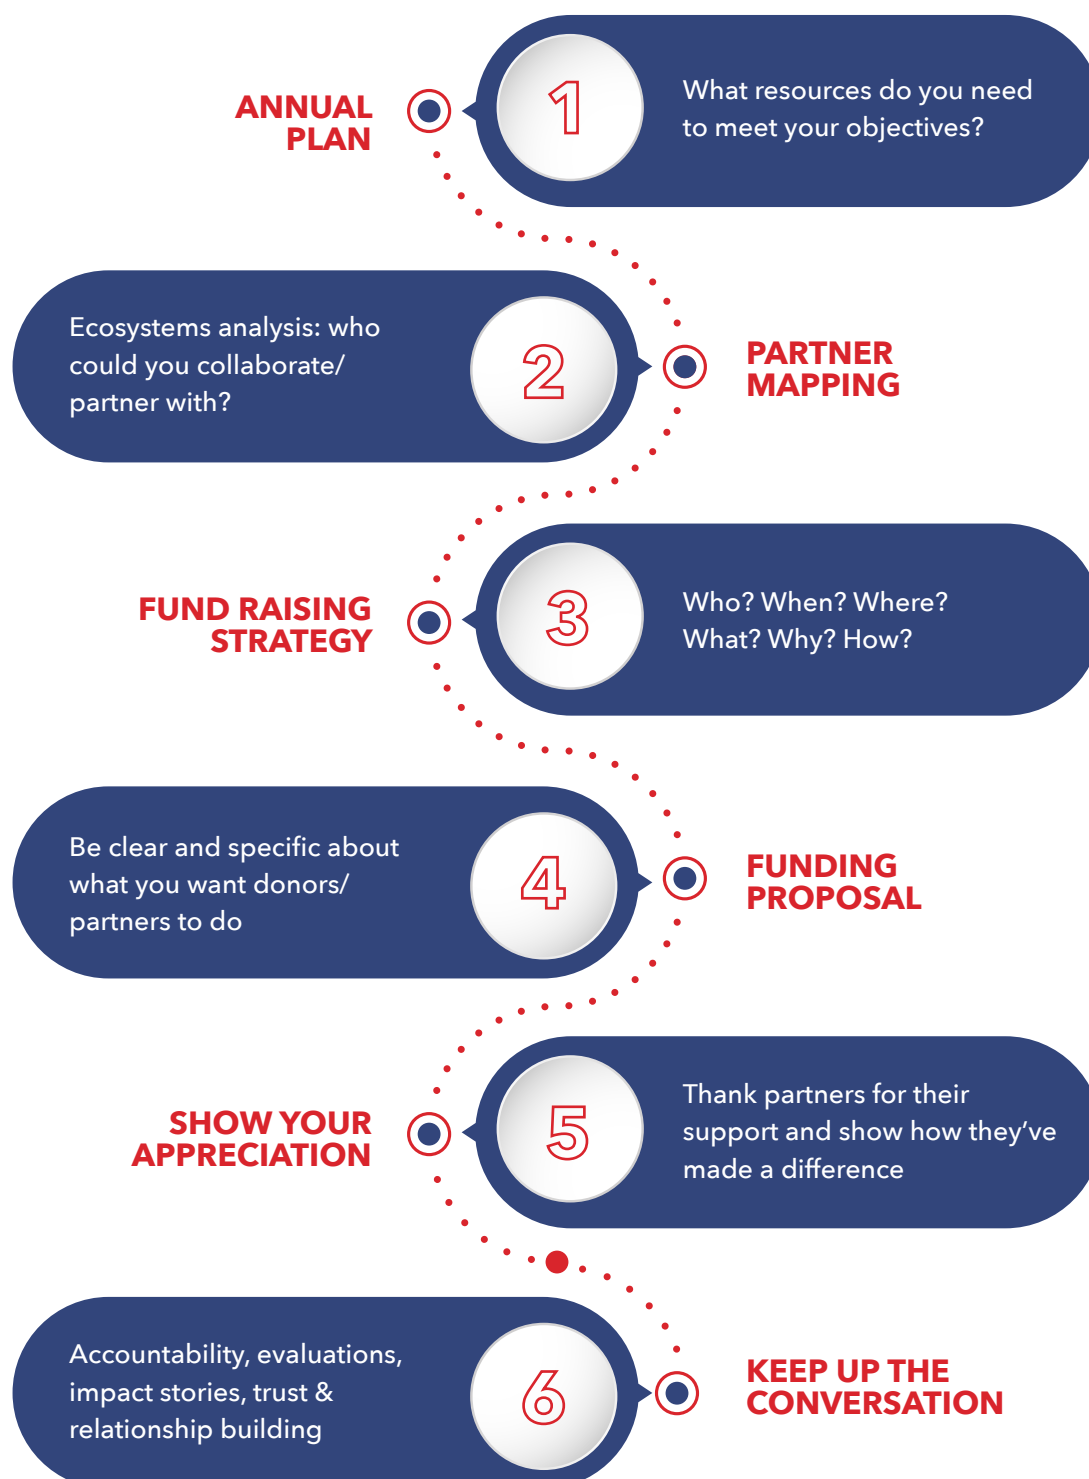 ANNUAL
PLAN
1
What resources do you need
to meet your objectives?
Ecosystems analysis: who
could you collaborate/
partner with?
2
PARTNER
MAPPING
FUND RAISING
STRATEGY
3
Who? When? Where?
What? Why? How?
Be clear and specific about
what you want donors/
partners to do
4
FUNDING
PROPOSAL
SHOW YOUR
APPRECIATION
5
Thank partners for their
support and show how they’ve
made a difference
Accountability, evaluations,
impact stories, trust &
relationship building
6
KEEP UP THE
CONVERSATION